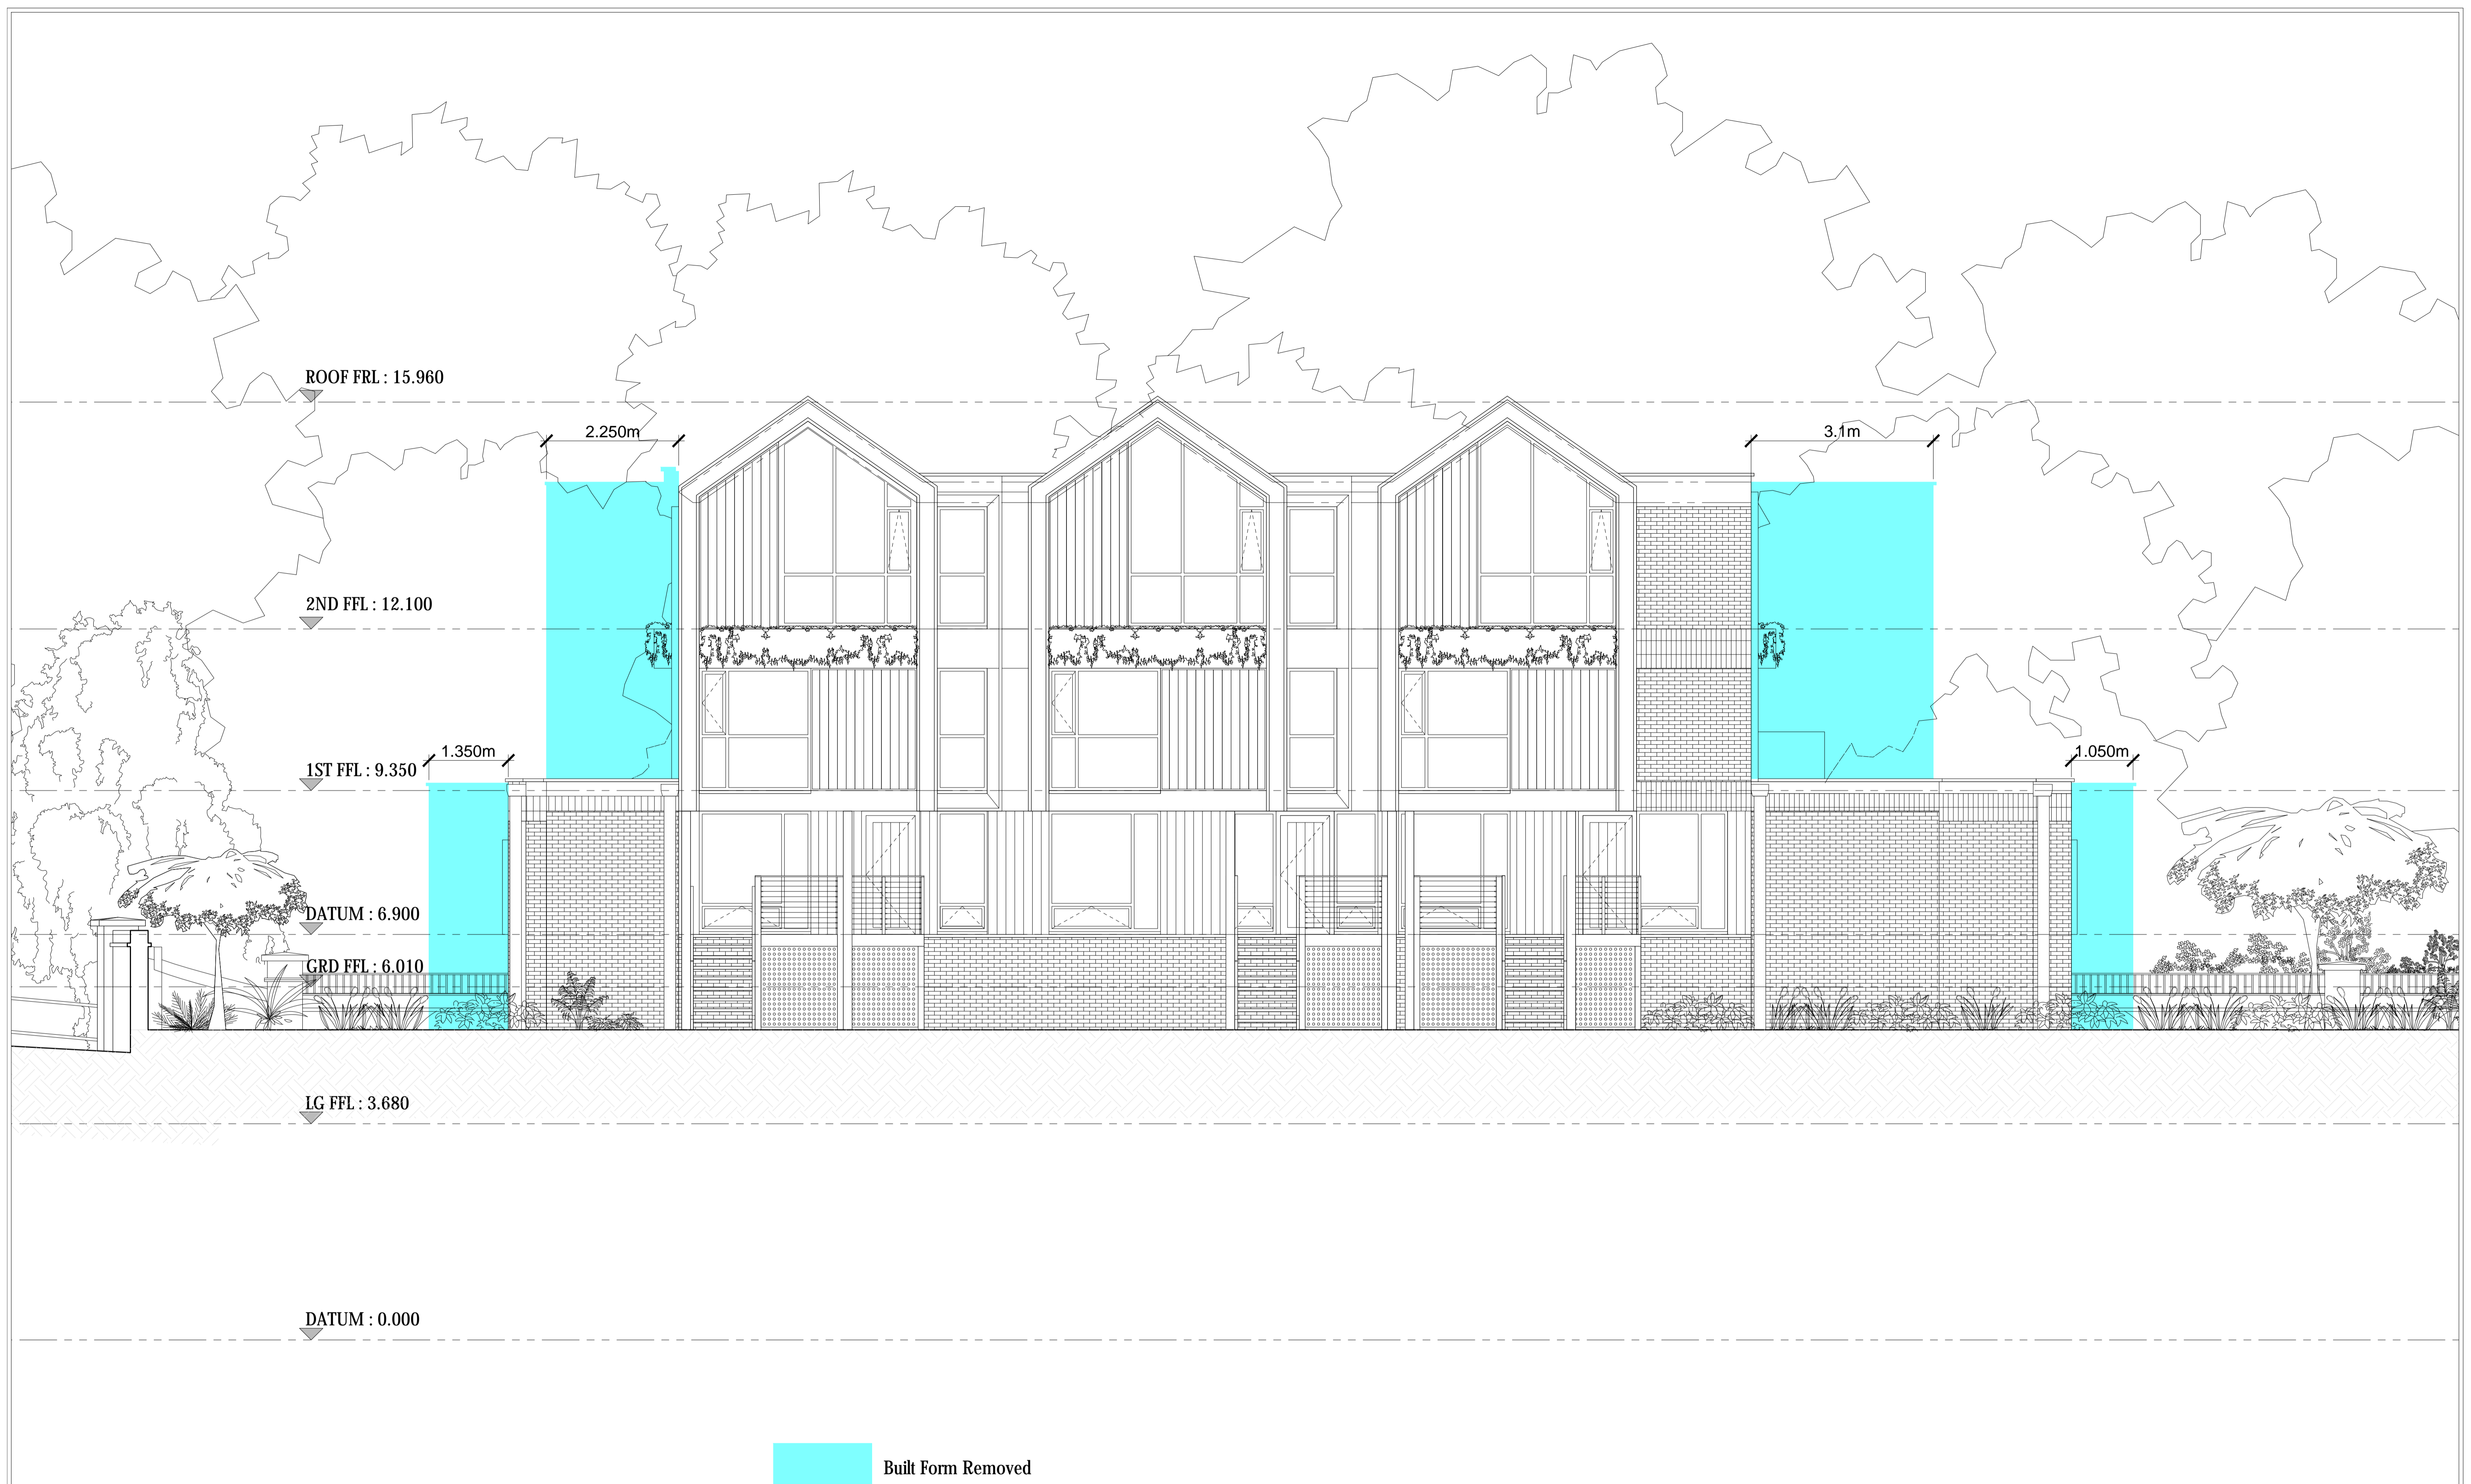 ROOF FRL : 15.960
2.250m
3.1m
2ND FFL : 12.100
1.350m
1.050m
1ST FFL : 9.350
DATUM : 6.900
GRD FFL : 6.010
LG FFL : 3.680
DATUM : 0.000
Built Form Removed